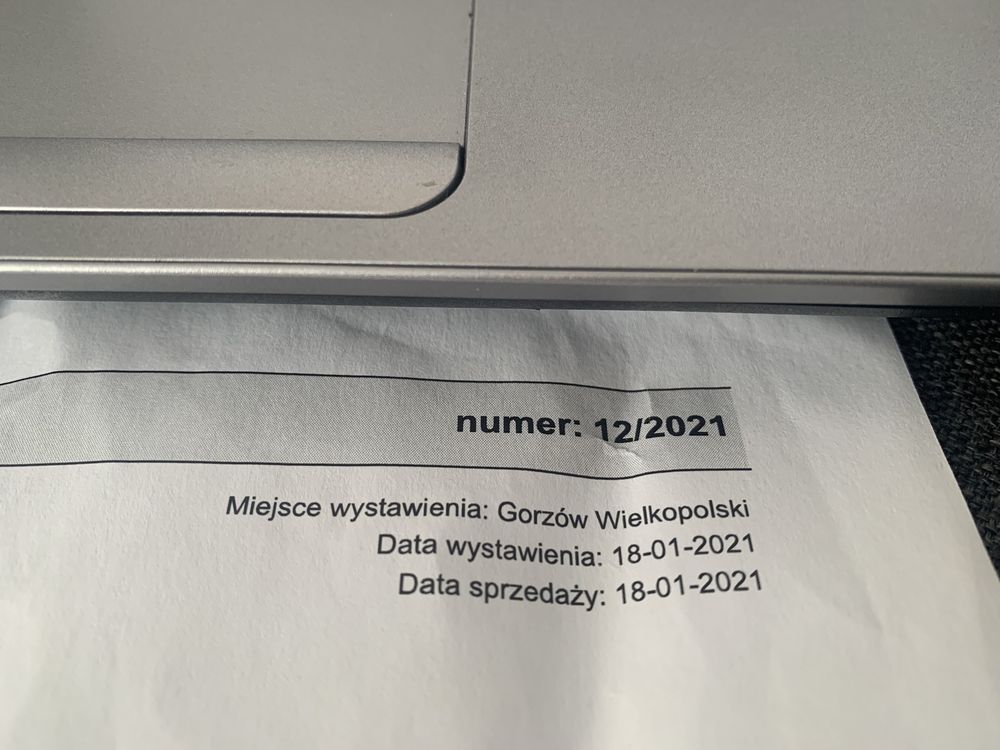 numer: 12/2021
Miejsce wystawienia: Gorzów Wielkopolski
Data wystawienia: 18-01-2021
Data sprzedaży: 18-01-2021